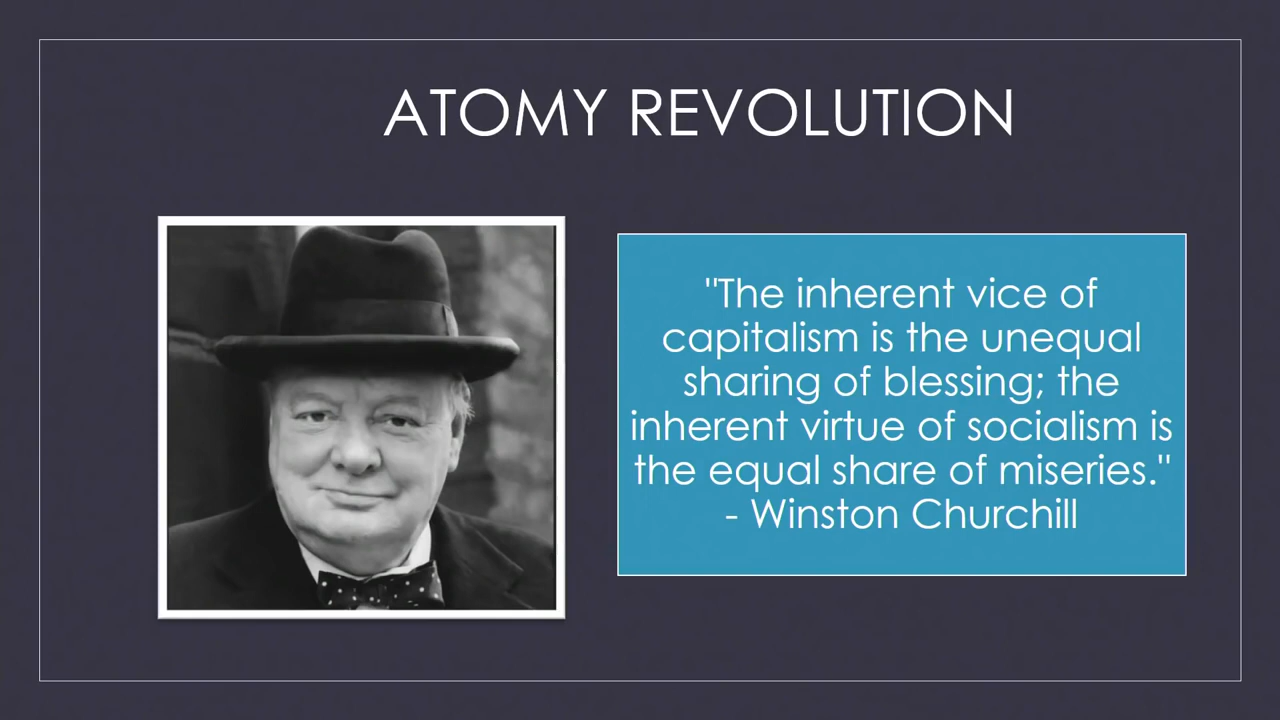 ATOMY REVOLUTION
"The inherent vice of
capitalism is the unequal
sharing of blessing; the
inherent virtue of socialism is
the equal share of miseries."
- Winston Churchill